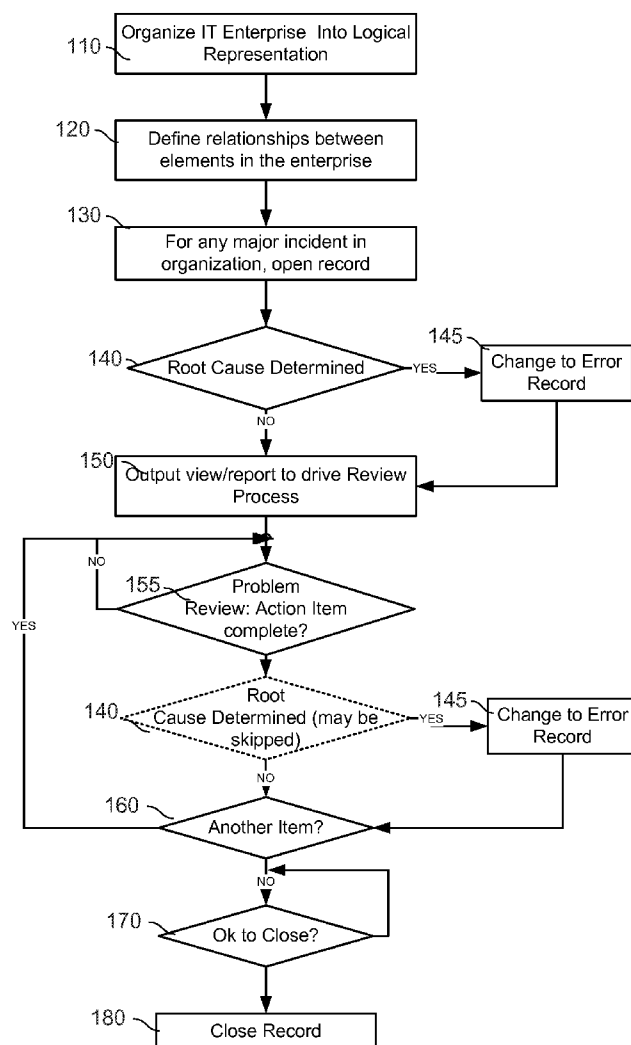 Organize IT Enterprise Into Logical
Representation
110
120
Define relationships between
elements in the enterprise
130
For any major incident in
organization, open record
140
Root Cause Determined
YES
145
Change to Error
Record
NO
150
Output view/report to drive Review
Process
NO
155
Problem
Review: Action Item
complete?
YES
140
Root
Cause Determined (may be
skipped)
YES
145
Change to Error
Record
NO
160
Another Item?
NO
170
Ok to Close?
180
Close Record